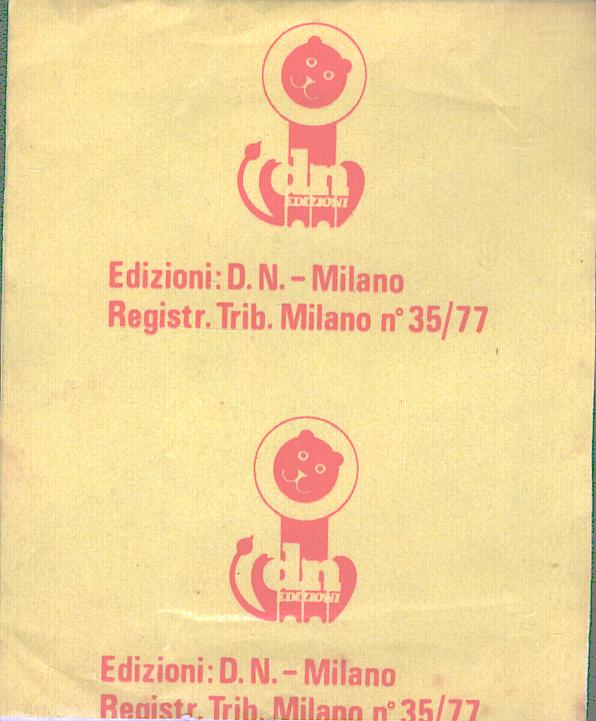 dn
EDIZIONI
Edizioni: D. N. – Milano
Registr. Trib. Milano n° 35/77
dn
EDIZIONI
Edizioni: D. N. – Milano
Registr. Trib. Milano n° 35/77